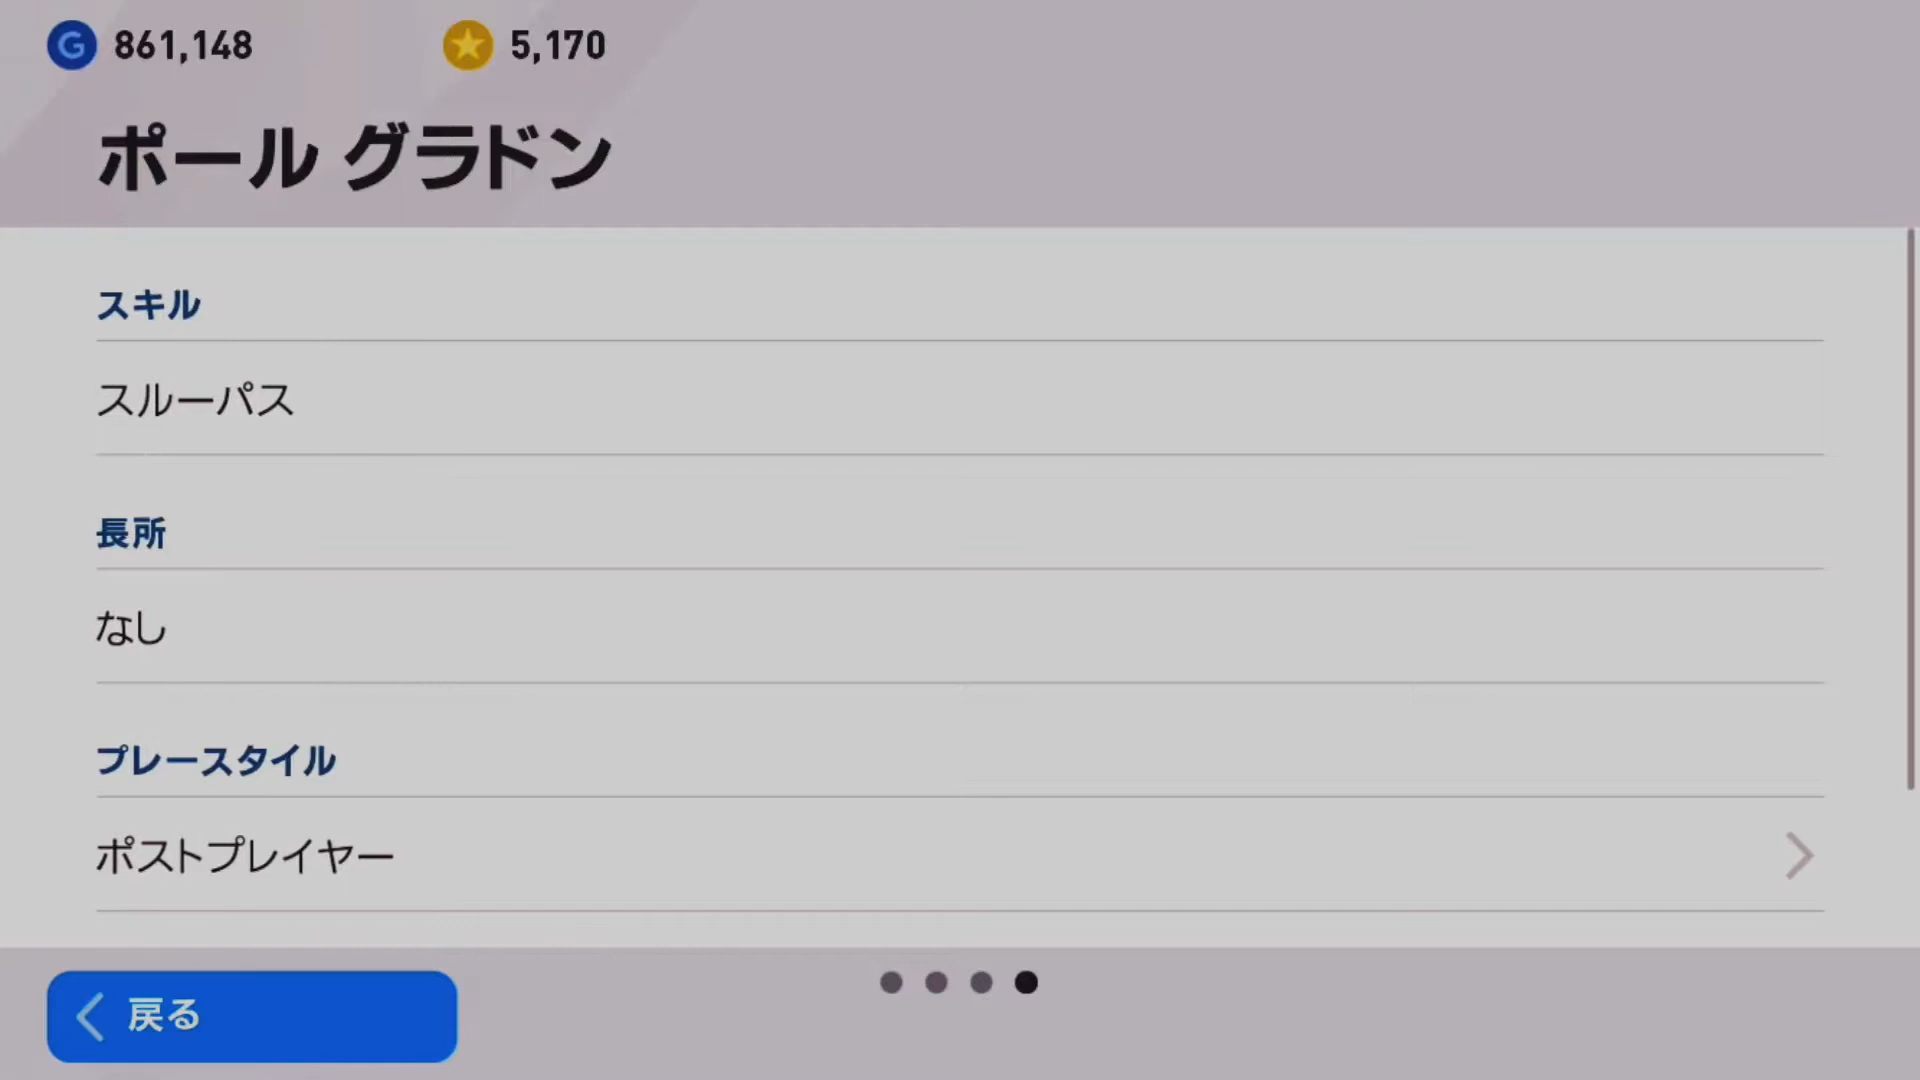 G 861,148 5,170
ポール グラドン
スキル
スルーパス
長所
なし
プレースタイル
ポストプレイヤー
戻る